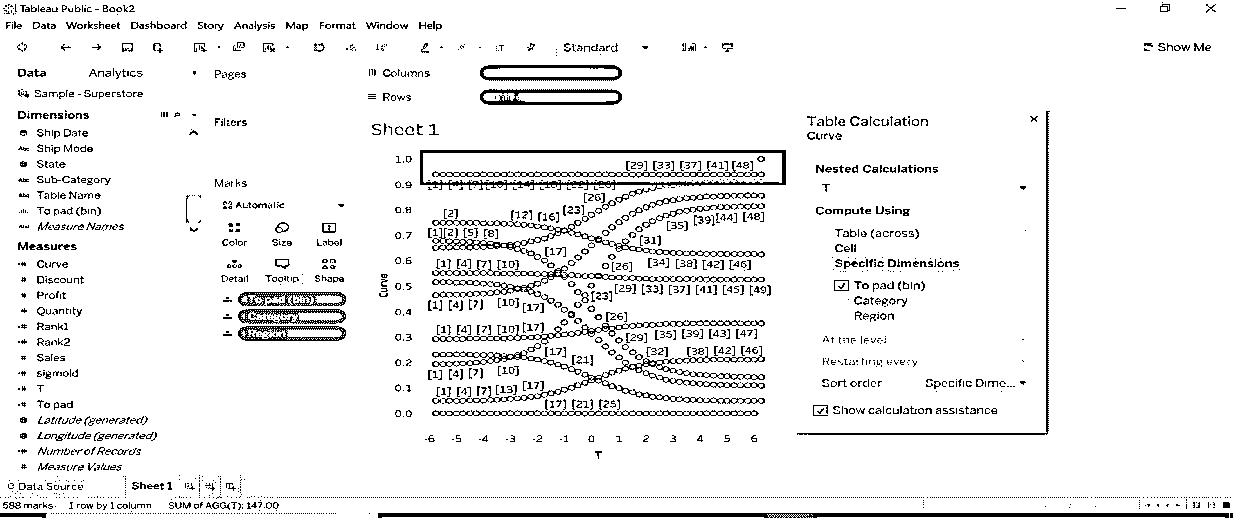 Tableau Public - Book2
File Data Worksheet Dashboard Story Analysis Map Format Window Help
Standard
Show Me
Data Analytics
Pages
Columns
Sample - Superstore
Rows
Dimensions
Filters
Sheet 1
Ship Date
Abc Ship Mode
State
Abc Sub-Category
Abc Table Name
To pad (bin)
Abc Measure Names
Marks
Automatic
Color Size Label
Detail Tooltip Shape
To pad (bin)
Category
Region
Measures
Curve
# Discount
# Profit
# Quantity
Rank1
Rank2
# Sales
sigmoid
T
To pad
Latitude (generated)
Longitude (generated)
Number of Records
# Measure Values
Curve
1.0
[29] [33] [37] [41] [48]
0.9
[26]
0.8
[2] [12] [16] [23]
[35] [39] [44] [48]
0.7
[1] [2] [5] [8] [17] [31]
0.6
[1] [4] [7] [10] [26] [34] [38] [42] [46]
0.5
[29] [33] [37] [41] [45] [49]
[1] [4] [7] [10] [23]
0.4
[26]
[1] [4] [7] [10] [17]
0.3
[29] [35] [39] [43] [47]
[17] [21] [32] [38] [42] [46]
0.2
[1] [4] [7] [10]
0.1
[1] [4] [7] [13] [17]
[17] [21] [25]
0.0
-6 -5 -4 -3 -2 -1 0 1 2 3 4 5 6
T
Table Calculation
Curve
Nested Calculations
T
Compute Using
Table (across)
Cell
Specific Dimensions
To pad (bin)
Category
Region
At the level
Restarting every
Sort order Specific Dime...
Show calculation assistance
Data Source Sheet 1
588 marks 1 row by 1 column SUM of AGG(T): 147.00